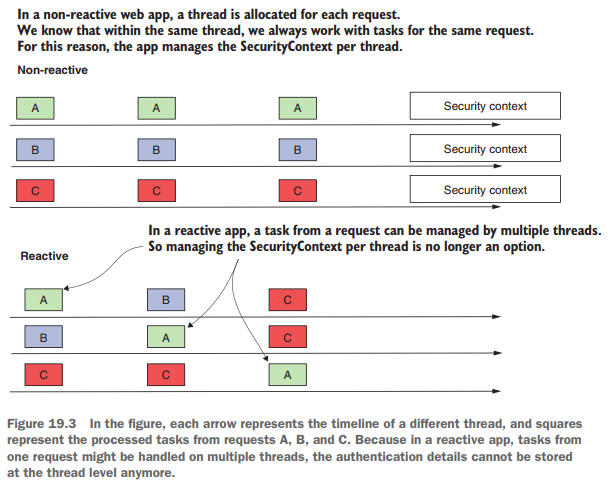 In a non-reactive web app, a thread is allocated for each request.
We know that within the same thread, we always work with tasks for the same request.
For this reason, the app manages the SecurityContext per thread.
Non-reactive
A A A Security context
B B B Security context
C C C Security context
In a reactive app, a task from a request can be managed by multiple threads.
So managing the SecurityContext per thread is no longer an option.
Reactive
A B C
B A C
C C A
Figure 19.3 In the figure, each arrow represents the timeline of a different thread, and squares
represent the processed tasks from requests A, B, and C. Because in a reactive app, tasks from
one request might be handled on multiple threads, the authentication details cannot be stored
at the thread level anymore.